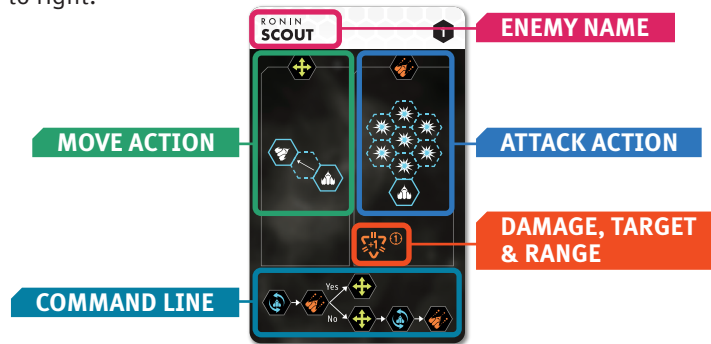 to right.
RONIN
SCOUT
1
ENEMY NAME
MOVE ACTION
ATTACK ACTION
+1
1
DAMAGE, TARGET
& RANGE
COMMAND LINE
Yes
No